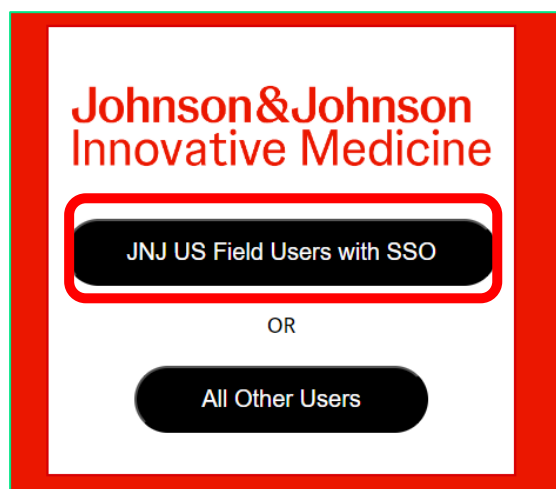 Johnson&Johnson
Innovative Medicine
JNJ US Field Users with SSO
OR
All Other Users